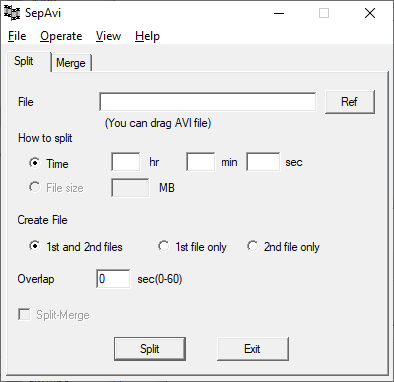 SepAvi
File Operate View Help
Split Merge
File Ref
(You can drag AVI file)
How to split
Time hr min sec
File size MB
Create File
1st and 2nd files 1st file only 2nd file only
Overlap 0 sec(0-60)
Split-Merge
Split Exit